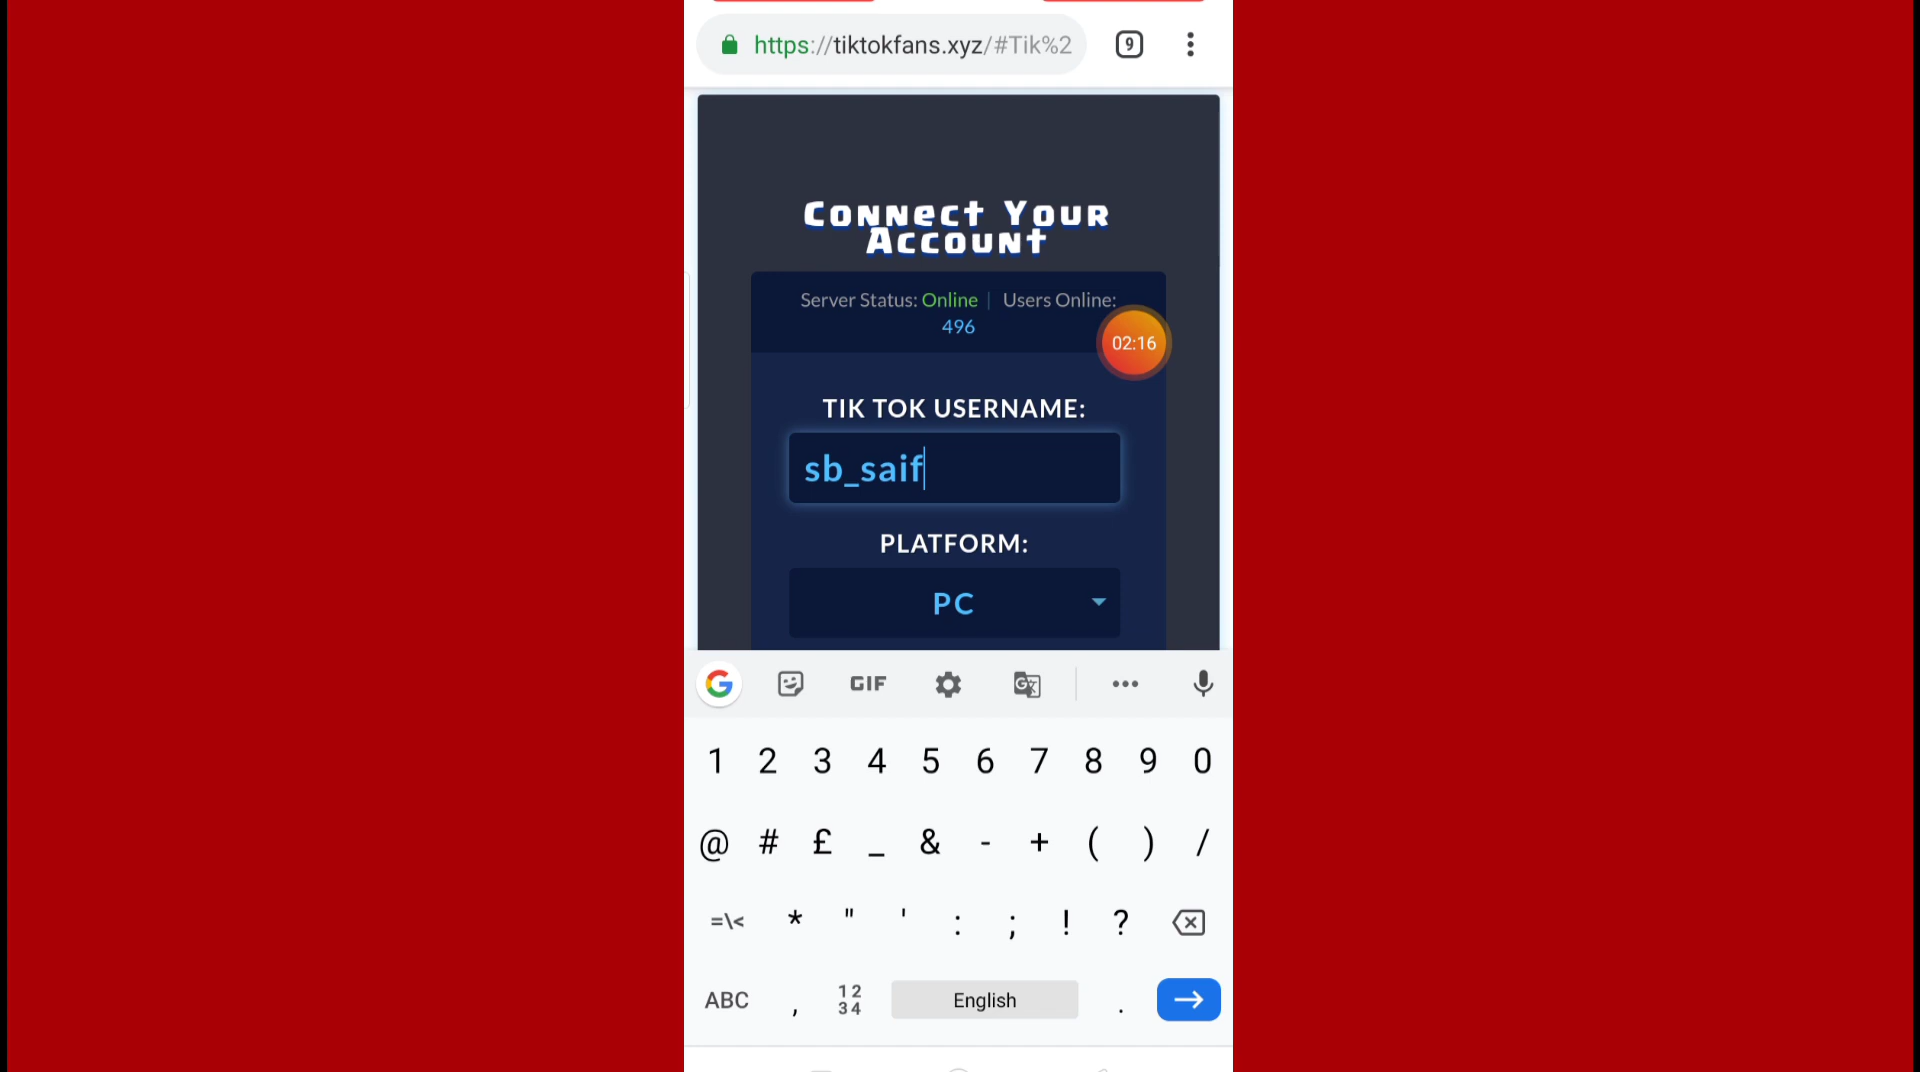 https://tiktokfans.xyz/#Tik%2
9
Connect Your
Account
Server Status: Online | Users Online:
496
02:16
TIK TOK USERNAME:
sb_saif
PLATFORM:
PC
G GIF G
1 2 3 4 5 6 7 8 9 0
@ # £ _ & - + ( ) /
=\< * " ' : ; ! ?
ABC , 12 34 English .